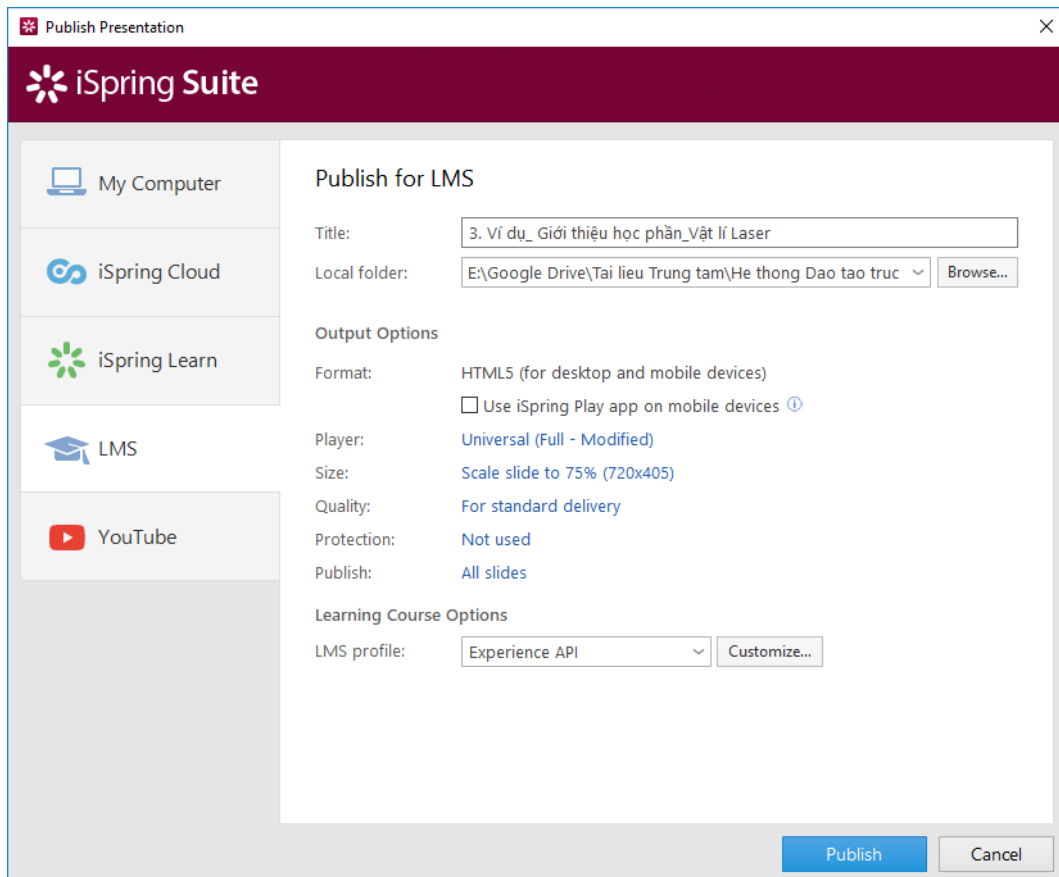 Publish Presentation
iSpring Suite
My Computer
iSpring Cloud
iSpring Learn
LMS
YouTube
Publish for LMS
Title: 3. Ví dụ_ Giới thiệu học phần_Vật lí Laser
Local folder: E:\Google Drive\Tai lieu Trung tam\He thong Dao tao truc Browse...
Output Options
Format: HTML5 (for desktop and mobile devices)
Use iSpring Play app on mobile devices
Player: Universal (Full - Modified)
Size: Scale slide to 75% (720x405)
Quality: For standard delivery
Protection: Not used
Publish: All slides
Learning Course Options
LMS profile: Experience API Customize...
Publish Cancel